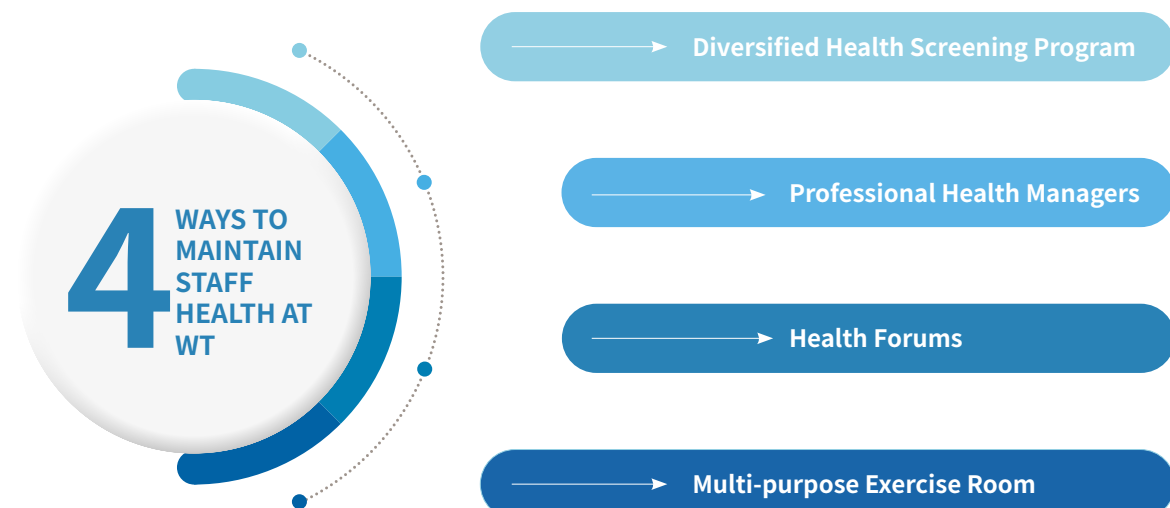 4
WAYS TO
MAINTAIN
STAFF
HEALTH AT
WT
Diversified Health Screening Program
Professional Health Managers
Health Forums
Multi-purpose Exercise Room